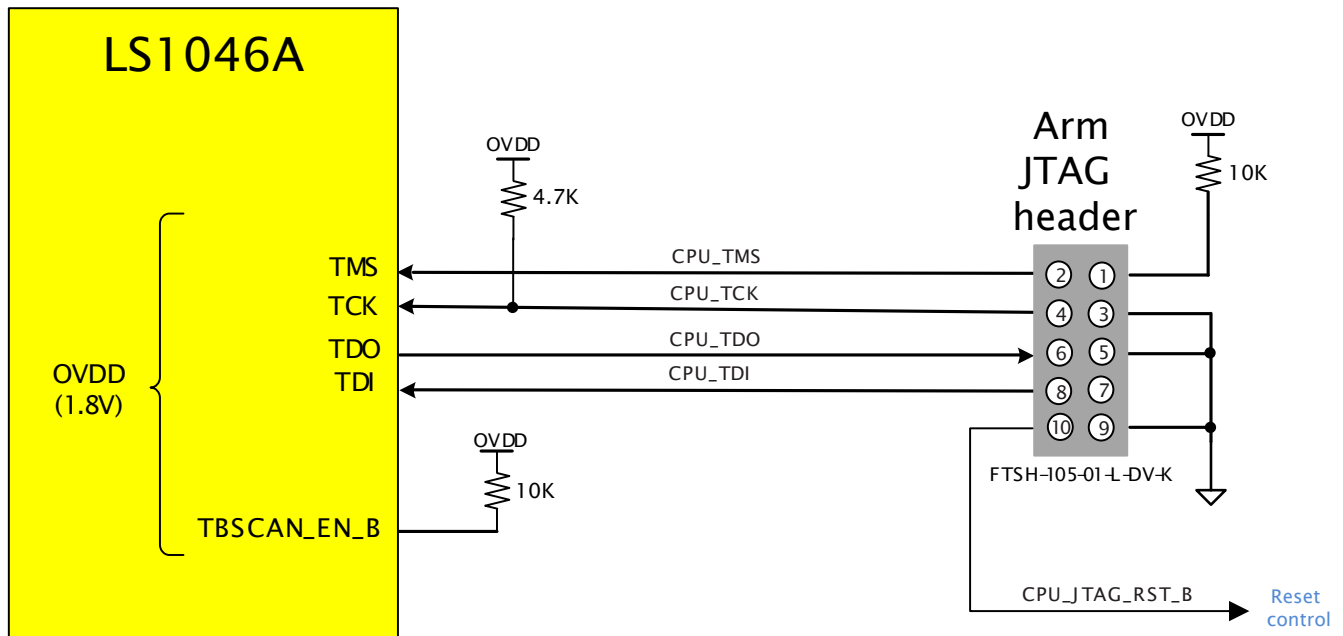 LS1046A
Arm
JTAG
header
OVDD
10K
OVDD
4.7K
TMS
CPU_TMS
2
1
TCK
CPU_TCK
4
3
TDO
CPU_TDO
6
5
TDI
CPU_TDI
8
7
OVDD
(1.8V)
10
9
OVDD
10K
FTSH-105-01-L-DV-K
TBSCAN_EN_B
CPU_JTAG_RST_B
Reset
control